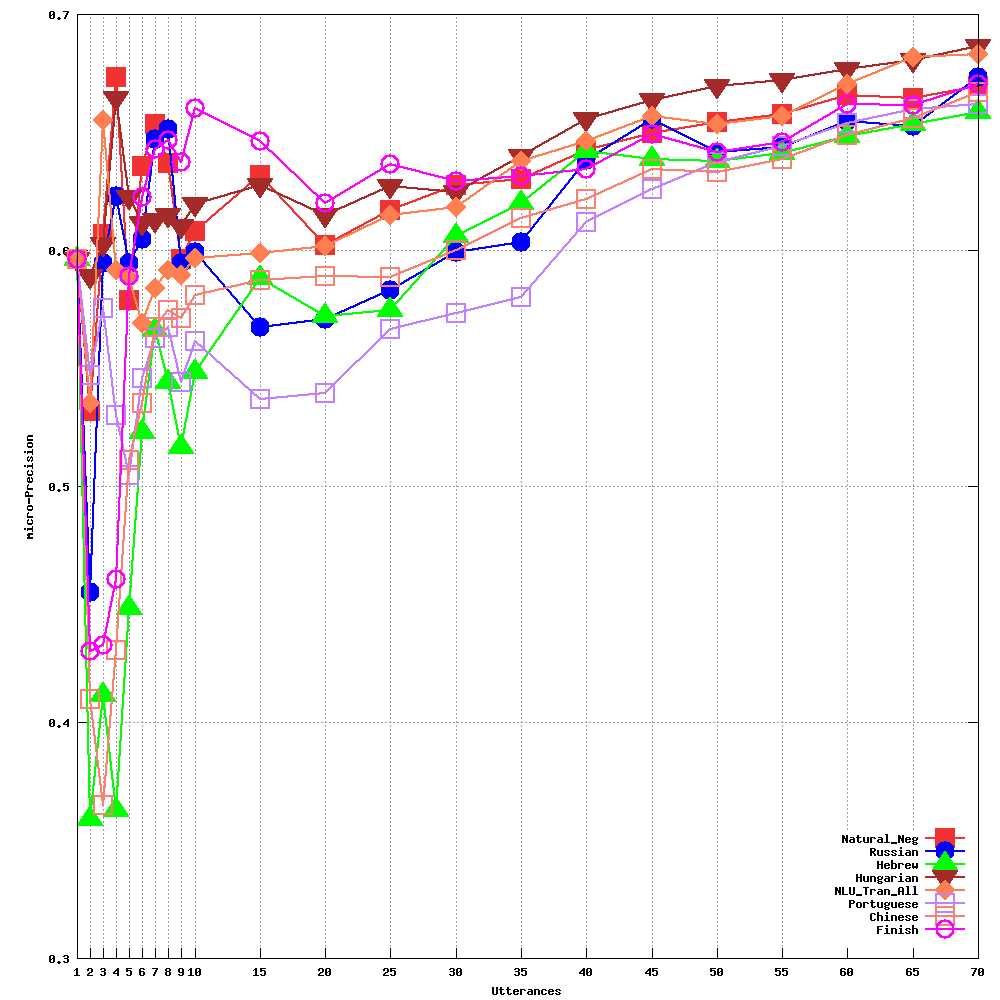 0.7
0.6
0.5
0.4
0.3
micro-Precision
1 2 3 4 5 6 7 8 9 10 15 20 25 30 35 40 45 50 55 60 65 70
Utterances
Natural_Neg
Russian
Hebrew
Hungarian
NLU_Tran_All
Portuguese
Chinese
Finish